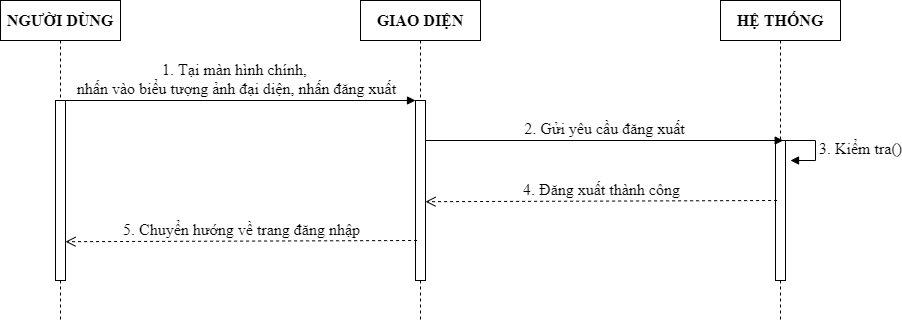 NGƯỜI DÙNG
GIAO DIỆN
HỆ THỐNG
1. Tại màn hình chính,
nhấn vào biểu tượng ảnh đại diện, nhấn đăng xuất
2. Gửi yêu cầu đăng xuất
3. Kiểm tra()
4. Đăng xuất thành công
5. Chuyển hướng về trang đăng nhập